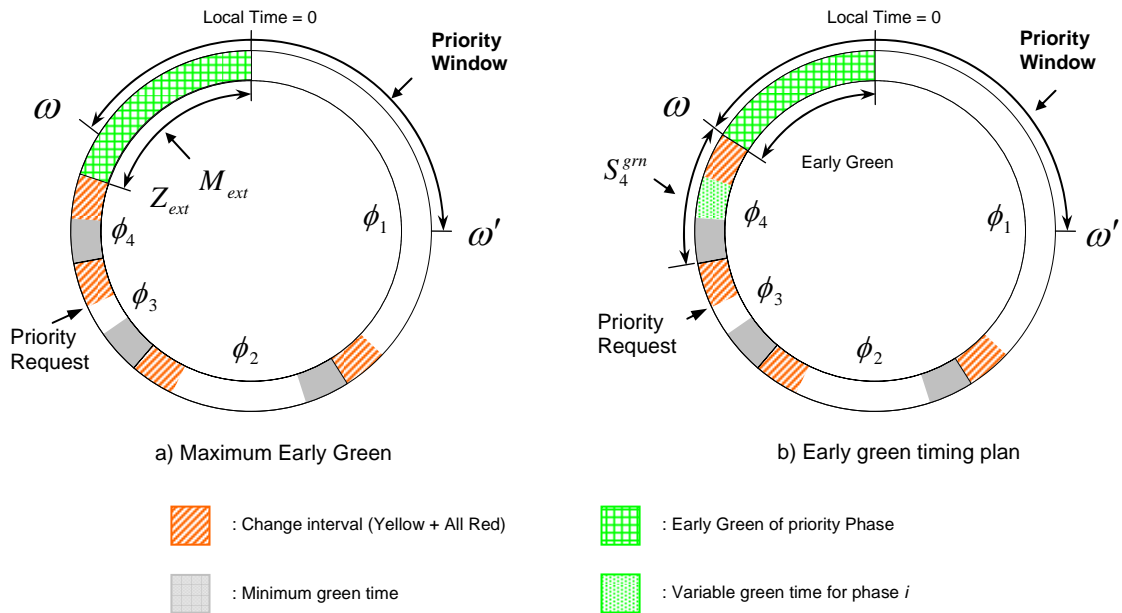 Local Time = 0
Priority
Window
ω
M_ext
Z_ext
ϕ₄
ϕ₁
ω'
ϕ₃
Priority
Request
ϕ₂
a) Maximum Early Green
Local Time = 0
Priority
Window
ω
S₄^grn
Early Green
ϕ₄
ϕ₁
ω'
ϕ₃
Priority
Request
ϕ₂
b) Early green timing plan
: Change interval (Yellow + All Red)
: Early Green of priority Phase
: Minimum green time
: Variable green time for phase i